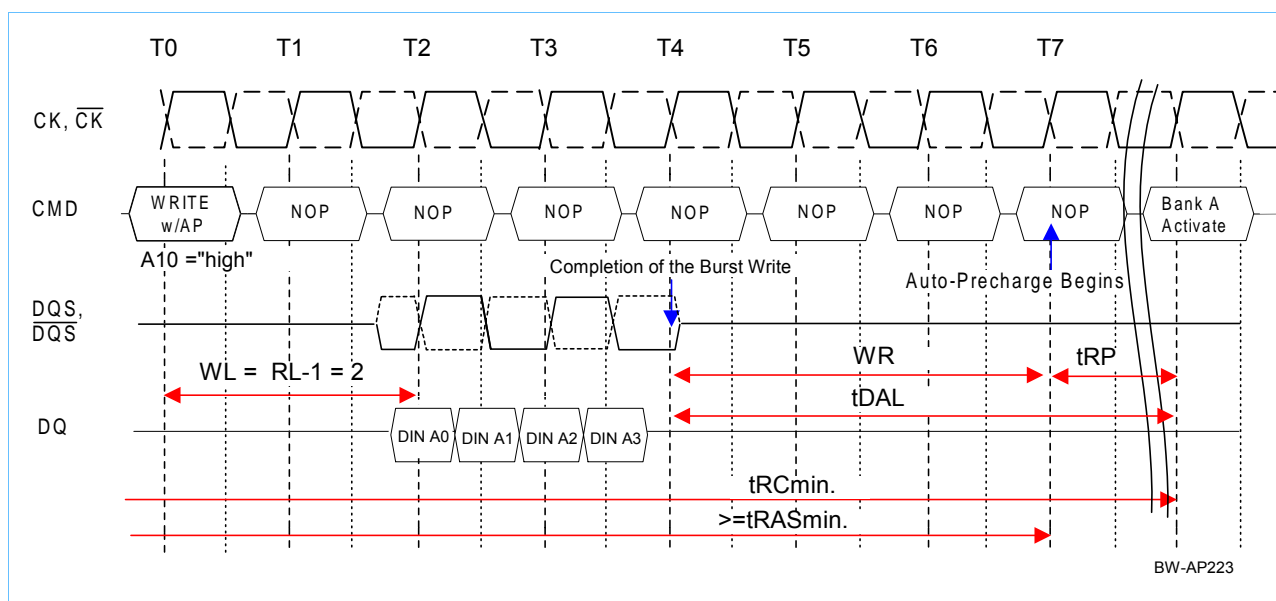 T0 T1 T2 T3 T4 T5 T6 T7
CK, CK
CMD
WRITE w/AP
NOP
NOP
NOP
NOP
NOP
NOP
NOP
Bank A Activate
A10 ="high"
Completion of the Burst Write
Auto-Precharge Begins
DQS,
DQS
WL = RL-1 = 2
WR
tRP
tDAL
DQ
DIN A0
DIN A1
DIN A2
DIN A3
tRCmin.
>=tRASmin.
BW-AP223